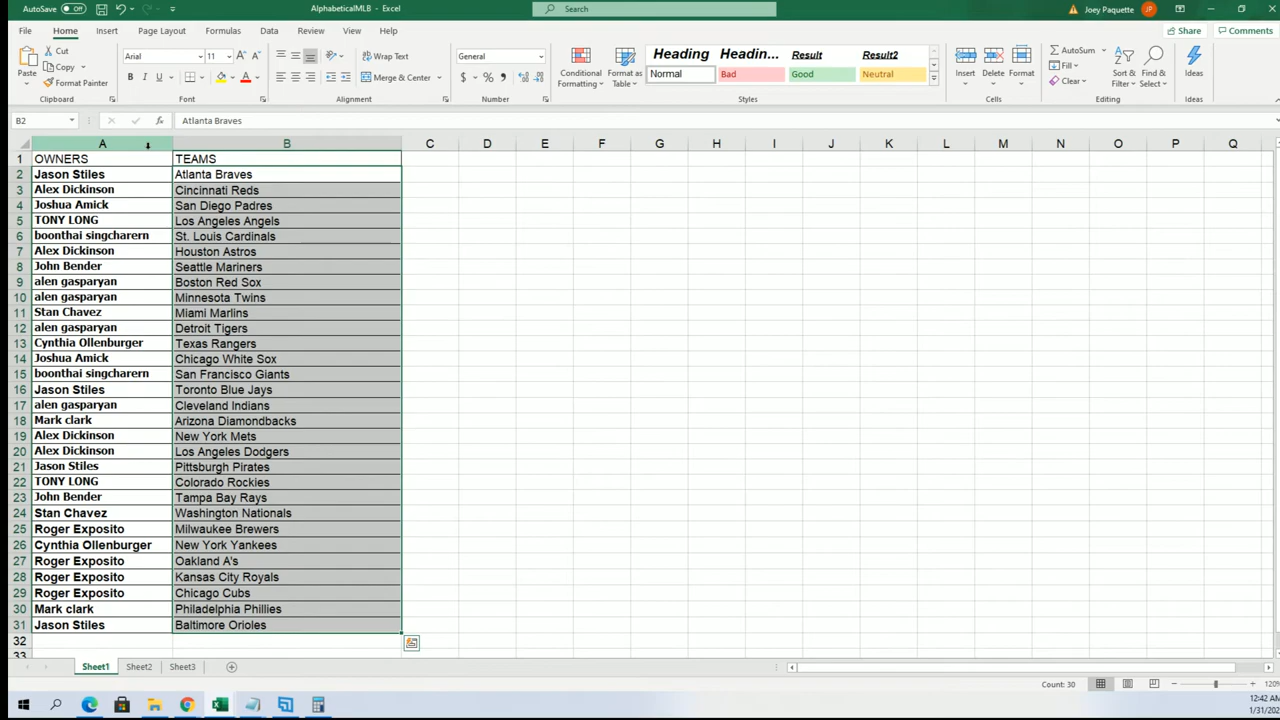 AutoSave Off AlphabeticalMLB - Excel Search Joey Paquette JP
File Home Insert Page Layout Formulas Data Review View Help Share Comments
Cut
Copy
Format Painter
Paste
Clipboard
Arial 11
B I U
Font
Wrap Text
Merge & Center
Alignment
General
$ % 9
Number
Conditional Formatting
Format as Table
Heading Headin... Result Result2
Normal Bad Good Neutral
Styles
Insert Delete Format
Cells
AutoSum
Fill
Clear
Sort & Filter
Find & Select
Editing
Ideas
Ideas
B2 fx Atlanta Braves
A B C D E F G H I J K L M N O P Q
1 OWNERS TEAMS
2 Jason Stiles Atlanta Braves
3 Alex Dickinson Cincinnati Reds
4 Joshua Amick San Diego Padres
5 TONY LONG Los Angeles Angels
6 boonthai singcharern St. Louis Cardinals
7 Alex Dickinson Houston Astros
8 John Bender Seattle Mariners
9 alen gasparyan Boston Red Sox
10 alen gasparyan Minnesota Twins
11 Stan Chavez Miami Marlins
12 alen gasparyan Detroit Tigers
13 Cynthia Ollenburger Texas Rangers
14 Joshua Amick Chicago White Sox
15 boonthai singcharern San Francisco Giants
16 Jason Stiles Toronto Blue Jays
17 alen gasparyan Cleveland Indians
18 Mark clark Arizona Diamondbacks
19 Alex Dickinson New York Mets
20 Alex Dickinson Los Angeles Dodgers
21 Jason Stiles Pittsburgh Pirates
22 TONY LONG Colorado Rockies
23 John Bender Tampa Bay Rays
24 Stan Chavez Washington Nationals
25 Roger Exposito Milwaukee Brewers
26 Cynthia Ollenburger New York Yankees
27 Roger Exposito Oakland A's
28 Roger Exposito Kansas City Royals
29 Roger Exposito Chicago Cubs
30 Mark clark Philadelphia Phillies
31 Jason Stiles Baltimore Orioles
32
33
Sheet1 Sheet2 Sheet3
Count: 30 120%
12:42 AM
1/31/202